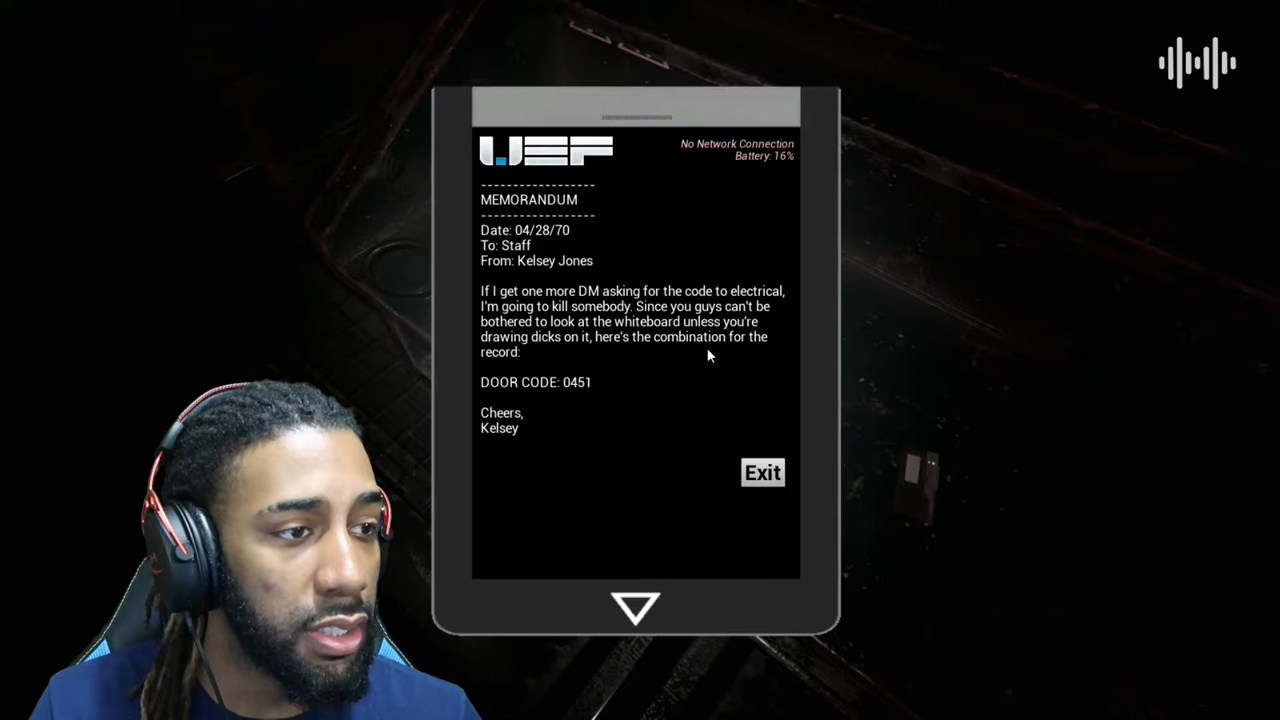 UEF
No Network Connection
Battery: 16%
------------------
MEMORANDUM
------------------
Date: 04/28/70
To: Staff
From: Kelsey Jones
If I get one more DM asking for the code to electrical,
I'm going to kill somebody. Since you guys can't be
bothered to look at the whiteboard unless you're
drawing dicks on it, here's the combination for the
record:
DOOR CODE: 0451
Cheers,
Kelsey
Exit